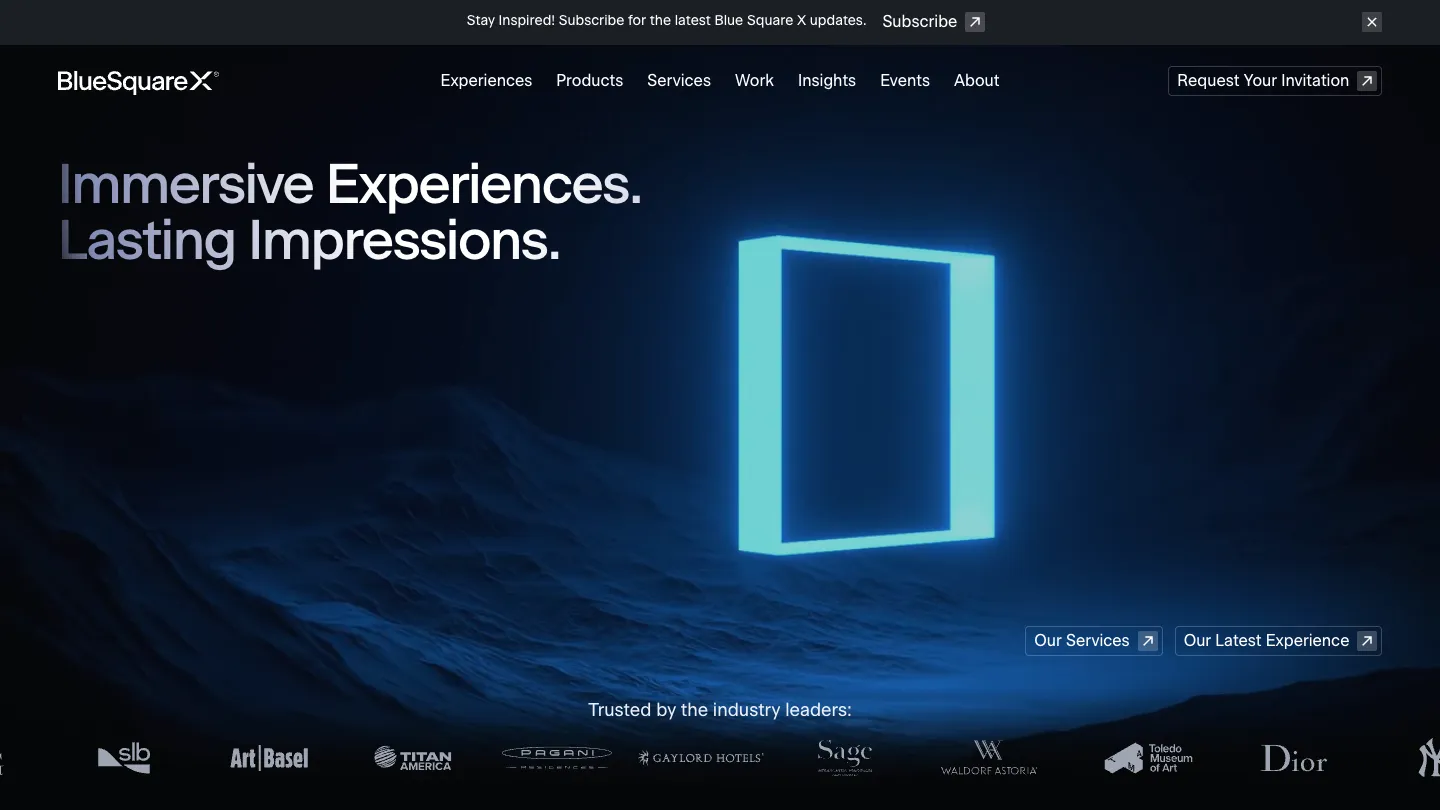 Stay Inspired! Subscribe for the latest Blue Square X updates. Subscribe
BlueSquareX®
Experiences Products Services Work Insights Events About
Request Your Invitation
Immersive Experiences.
Lasting Impressions.
Our Services
Our Latest Experience
Trusted by the industry leaders:
slb
Art|Basel
TITAN
AMERICA
PAGANI
RESIDENCES
GAYLORD HOTELS®
Sage
WALDORF ASTORIA®
Toledo
Museum
of Art
Dior
NY